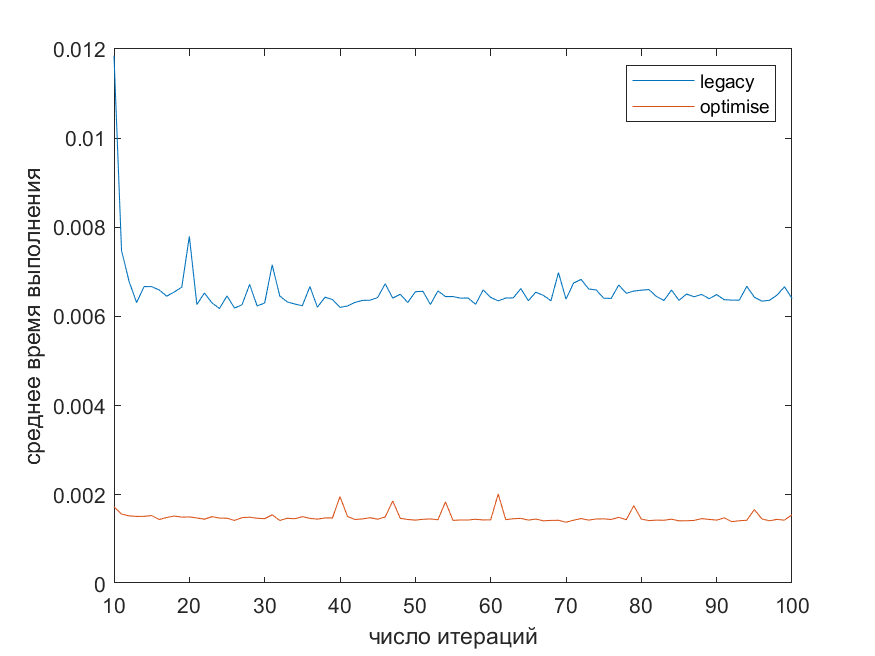 0.012
0.01
0.008
0.006
0.004
0.002
0
среднее время выполнения
legacy
optimise
10 20 30 40 50 60 70 80 90 100
число итераций